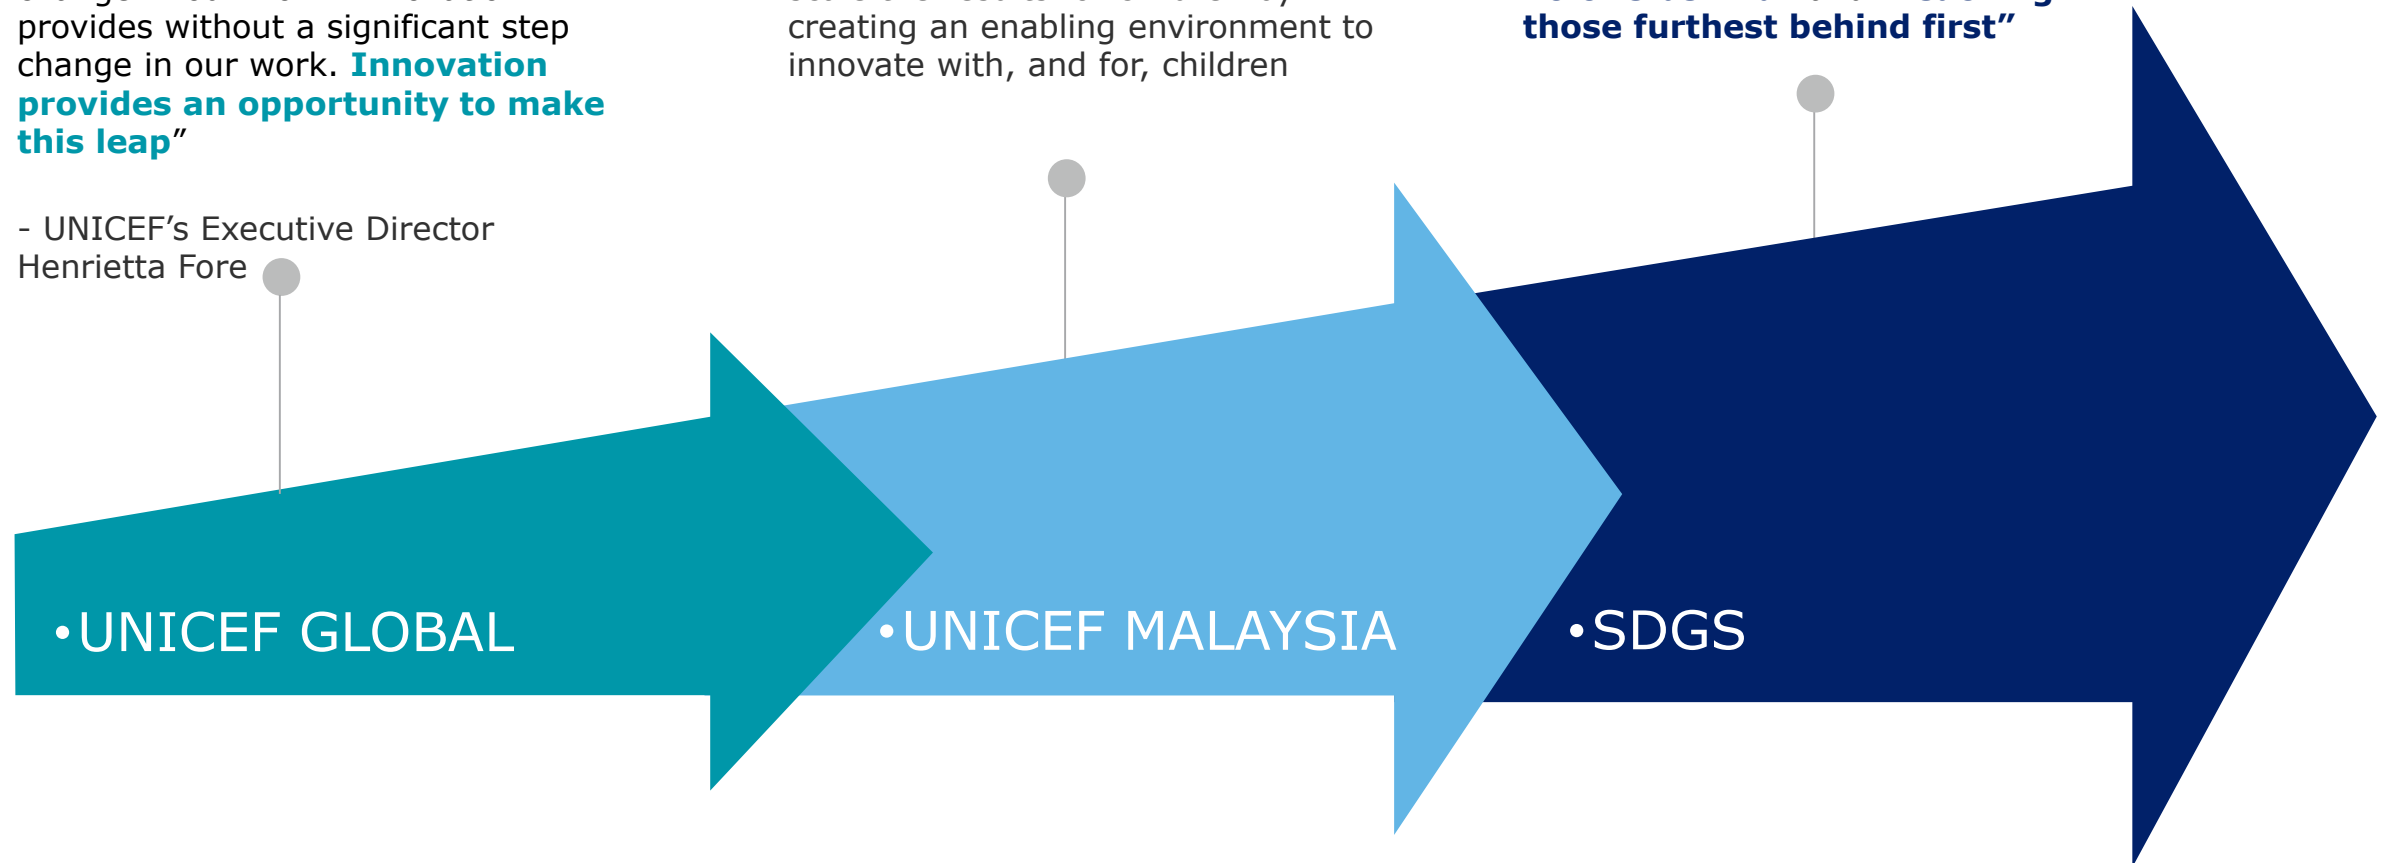 provides without a significant step
change in our work. Innovation
provides an opportunity to make
this leap”
- UNICEF’s Executive Director
Henrietta Fore
creating an enabling environment to
innovate with, and for, children
those furthest behind first”
•UNICEF GLOBAL
•UNICEF MALAYSIA
•SDGS